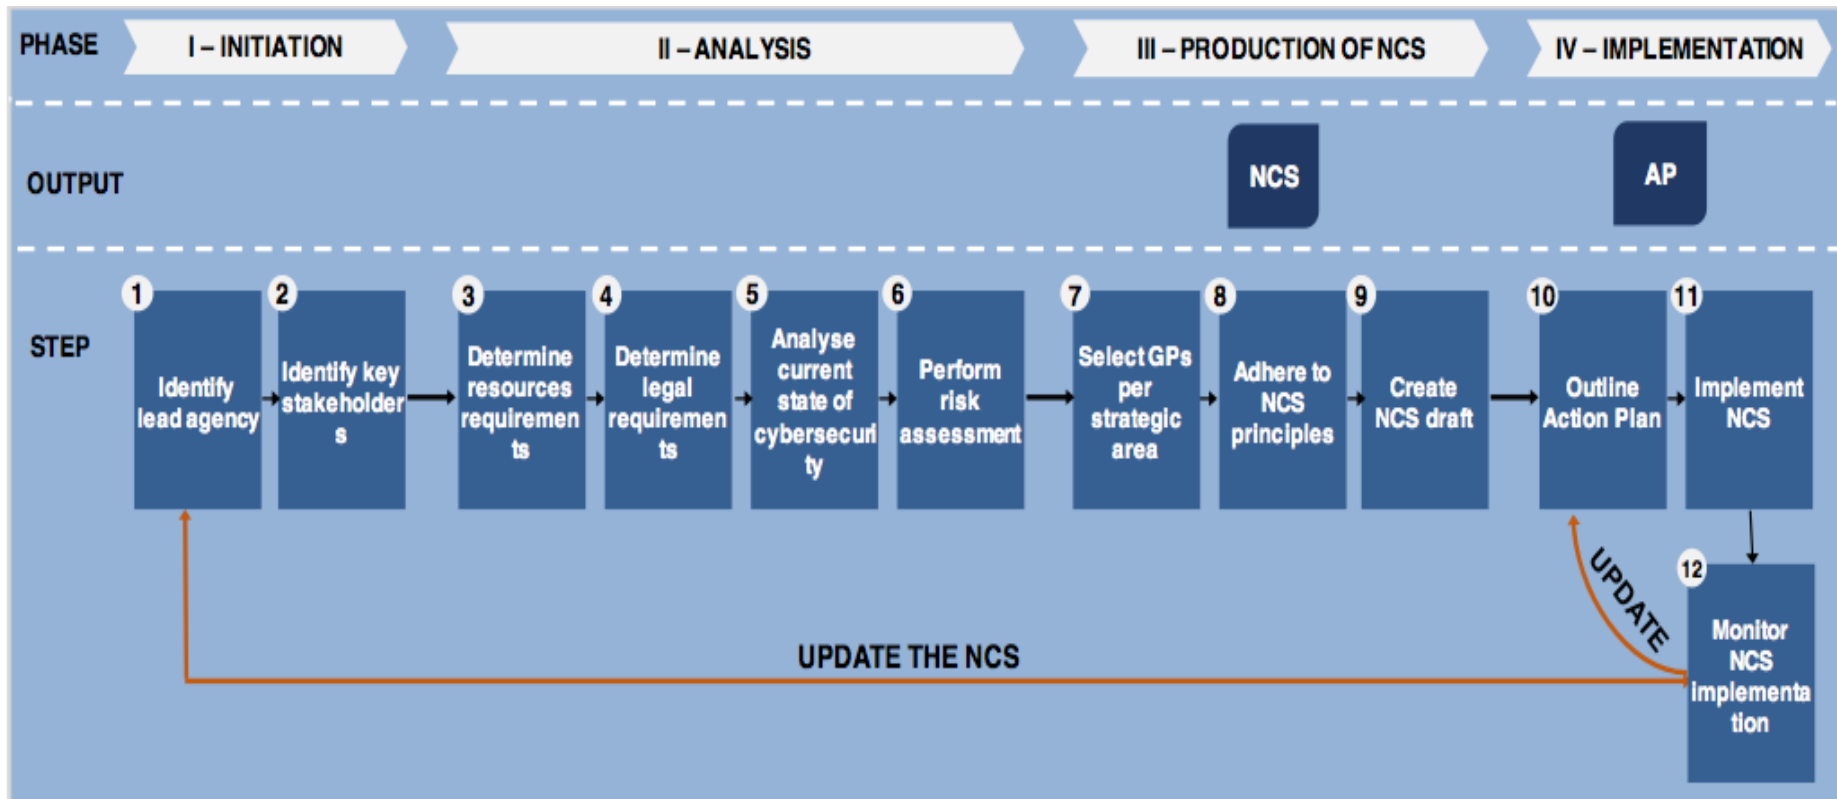 PHASE
I – INITIATION
II – ANALYSIS
III – PRODUCTION OF NCS
IV – IMPLEMENTATION
OUTPUT
NCS
AP
STEP
1
Identify
lead agency
2
Identify key
stakeholder
s
3
Determine
resources
requiremen
ts
4
Determine
legal
requiremen
ts
5
Analyse
current
state of
cybersecuri
ty
6
Perform
risk
assessment
7
Select GPs
per
strategic
area
8
Adhere to
NCS
principles
9
Create
NCS draft
10
Outline
Action Plan
11
Implement
NCS
12
Monitor
NCS
implementa
tion
UPDATE
UPDATE THE NCS